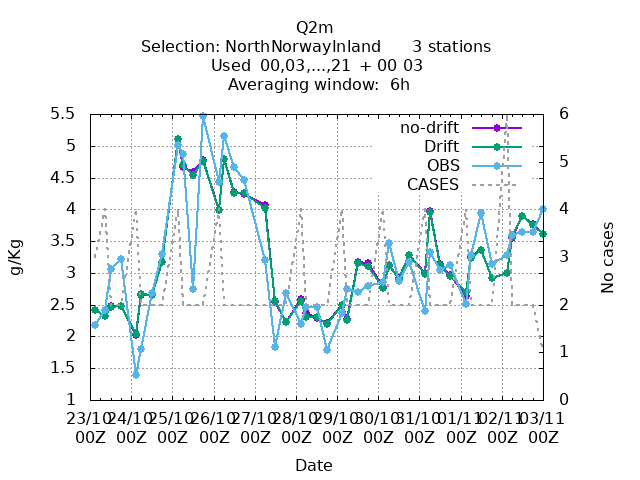 Q2m
Selection: NorthNorwayInland 3 stations
Used 00,03,...,21 + 00 03
Averaging window: 6h
no-drift
Drift
OBS
CASES
5.5
5
4.5
4
3.5
3
2.5
2
1.5
1
g/Kg
6
5
4
3
2
1
0
No cases
23/10 24/10 25/10 26/10 27/10 28/10 29/10 30/10 31/10 01/11 02/11 03/11
00Z 00Z 00Z 00Z 00Z 00Z 00Z 00Z 00Z 00Z 00Z 00Z
Date